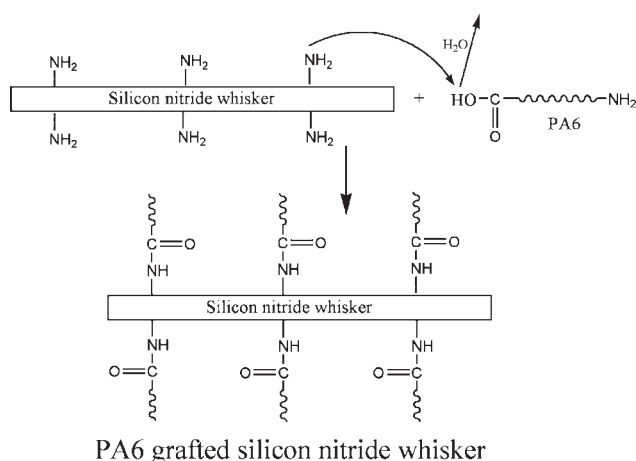 NH₂ NH₂ NH₂ H₂O
Silicon nitride whisker + HO C NH₂
NH₂ NH₂ NH₂ O PA6
C O C O C O
NH NH NH
Silicon nitride whisker
NH NH NH
O C O C O C
PA6 grafted silicon nitride whisker